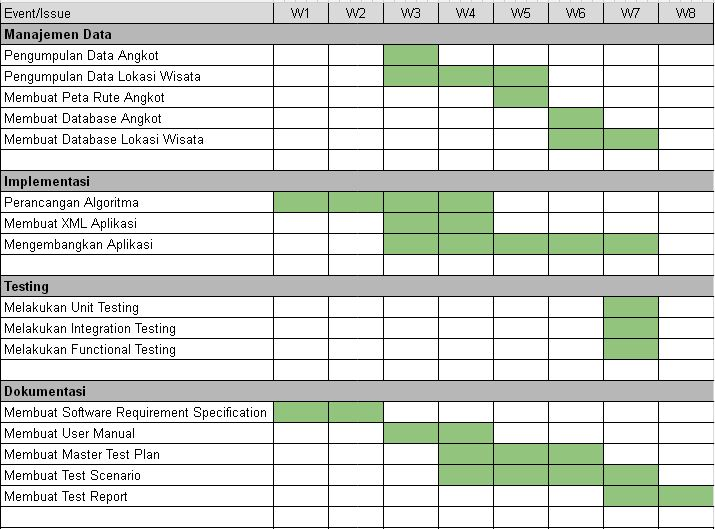 Event/Issue W1 W2 W3 W4 W5 W6 W7 W8
Manajemen Data
Pengumpulan Data Angkot
Pengumpulan Data Lokasi Wisata
Membuat Peta Rute Angkot
Membuat Database Angkot
Membuat Database Lokasi Wisata
Implementasi
Perancangan Algoritma
Membuat XML Aplikasi
Mengembangkan Aplikasi
Testing
Melakukan Unit Testing
Melakukan Integration Testing
Melakukan Functional Testing
Dokumentasi
Membuat Software Requirement Specification
Membuat User Manual
Membuat Master Test Plan
Membuat Test Scenario
Membuat Test Report